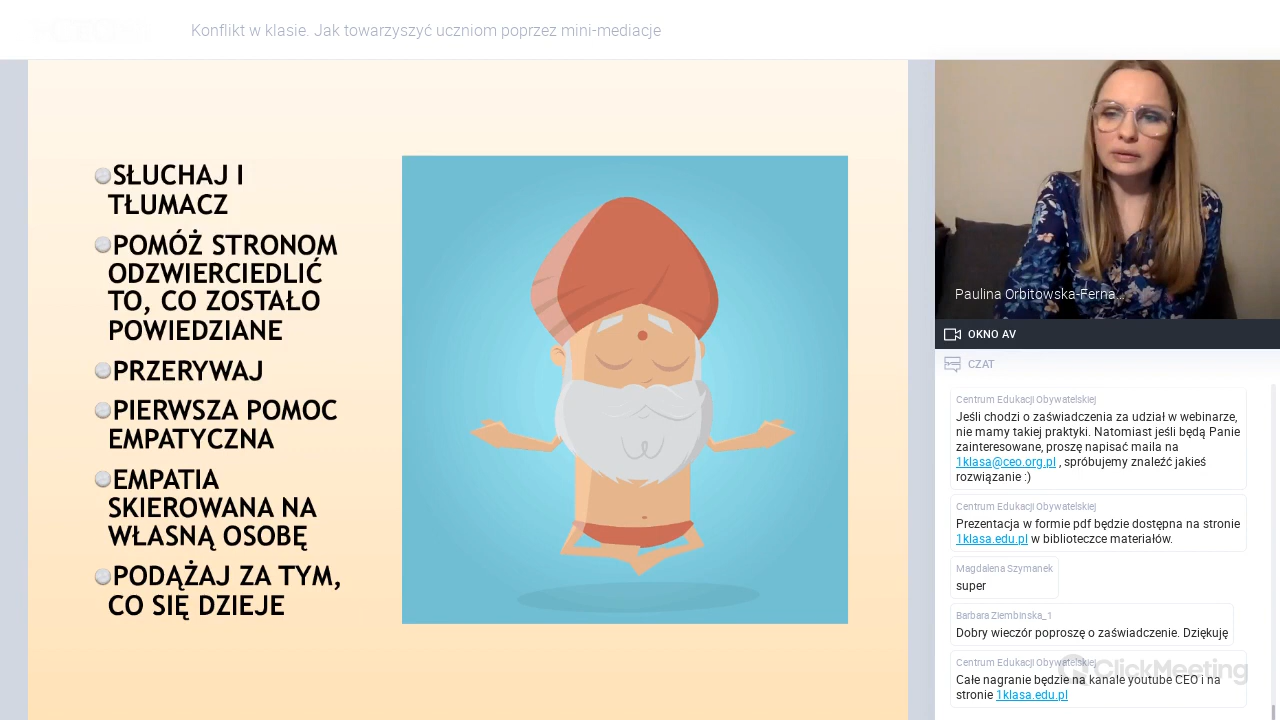 Konflikt w klasie. Jak towarzyszyć uczniom poprzez mini-mediacje
SŁUCHAJ I
TŁUMACZ
POMÓŻ STRONOM
ODZWIERCIEDLIĆ
TO, CO ZOSTAŁO
POWIEDZIANE
PRZERYWAJ
PIERWSZA POMOC
EMPATYCZNA
EMPATIA
SKIEROWANA NA
WŁASNĄ OSOBĘ
PODĄŻAJ ZA TYM,
CO SIĘ DZIEJE
Paulina Orbitowska-Ferna...
OKNO AV
CZAT
Centrum Edukacji Obywatelskiej
Jeśli chodzi o zaświadczenia za udział w webinarze,
nie mamy takiej praktyki. Natomiast jeśli będą Panie
zainteresowane, proszę napisać maila na
1klasa@ceo.org.pl , spróbujemy znaleźć jakieś
rozwiązanie :)
Centrum Edukacji Obywatelskiej
Prezentacja w formie pdf będzie dostępna na stronie
1klasa.edu.pl w biblioteczce materiałów.
Magdalena Szymanek
super
Barbara Ziembinska_1
Dobry wieczór poproszę o zaświadczenie. Dziękuję
Centrum Edukacji Obywatelskiej
Całe nagranie będzie na kanale youtube CEO i na
stronie 1klasa.edu.pl
ClickMeeting